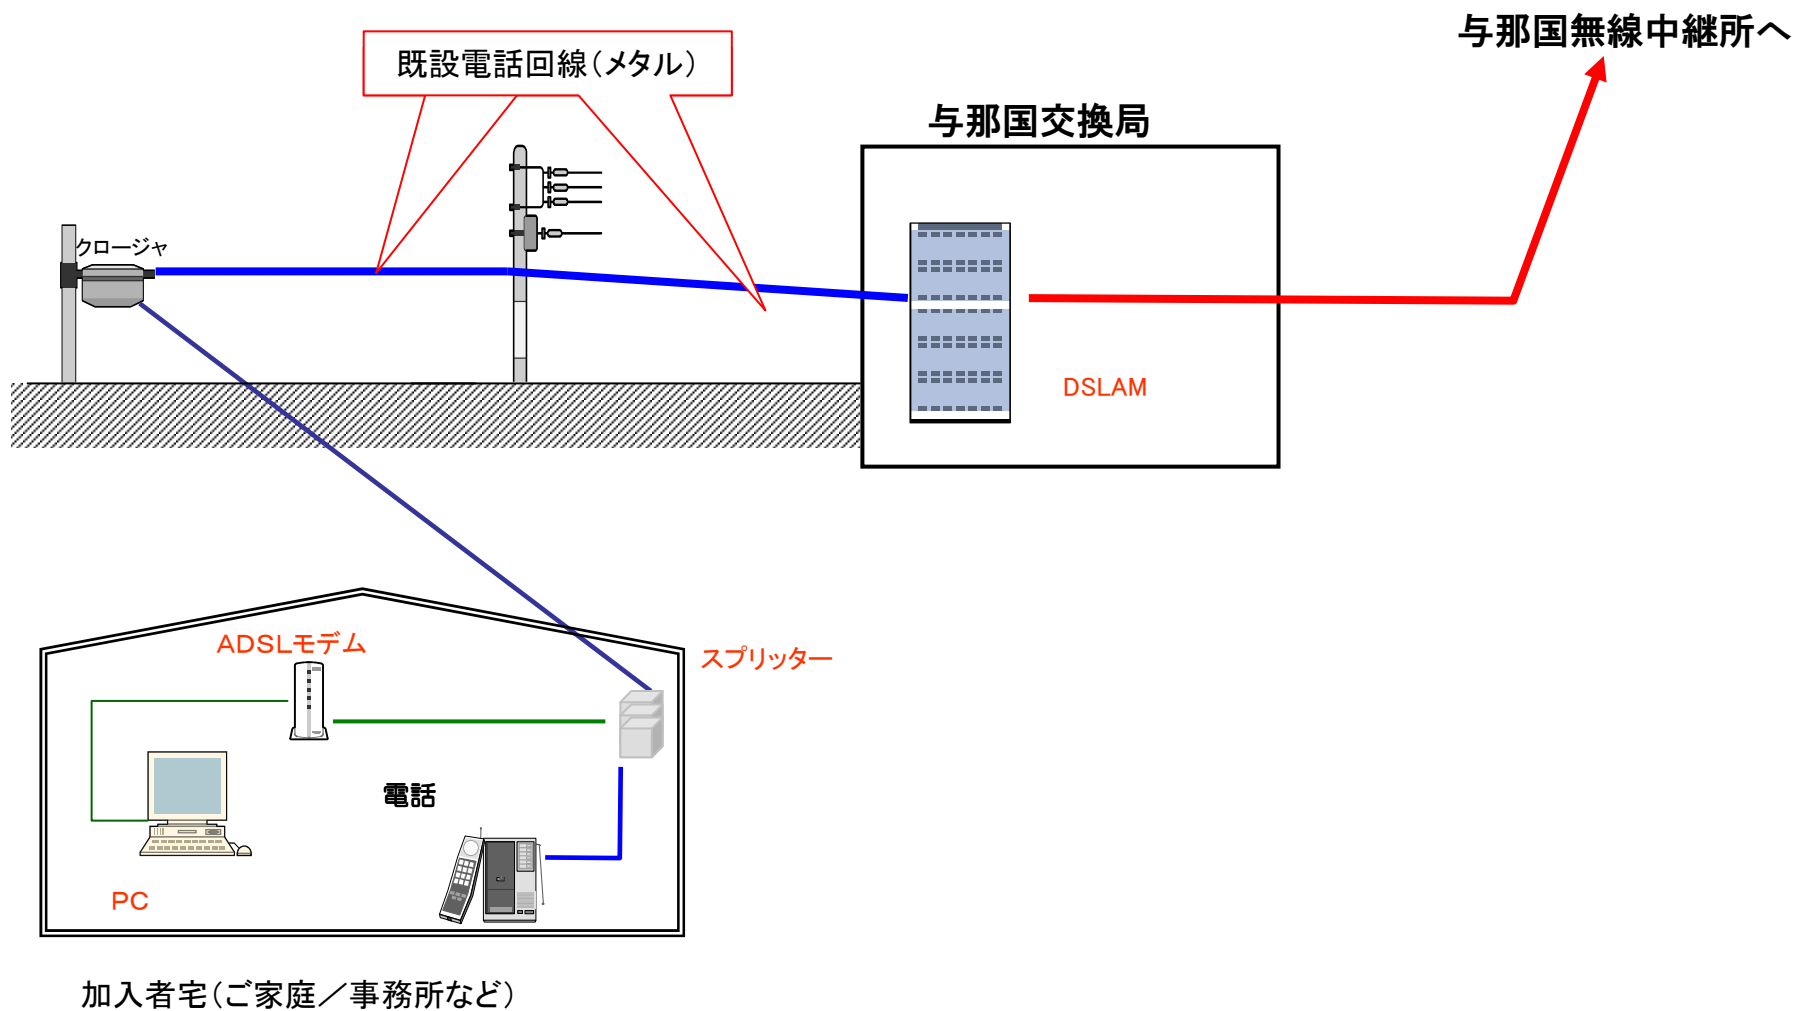 与那国無線中継所へ
既設電話回線(メタル)
与那国交換局
クロージャ
DSLAM
ADSLモデム
スプリッター
電話
PC
加入者宅(ご家庭/事務所など)